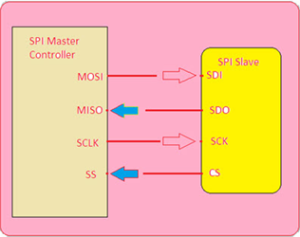 SPI Master
Controller
SPI Slave
MOSI
SDI
MISO
SDO
SCLK
SCK
SS
CS